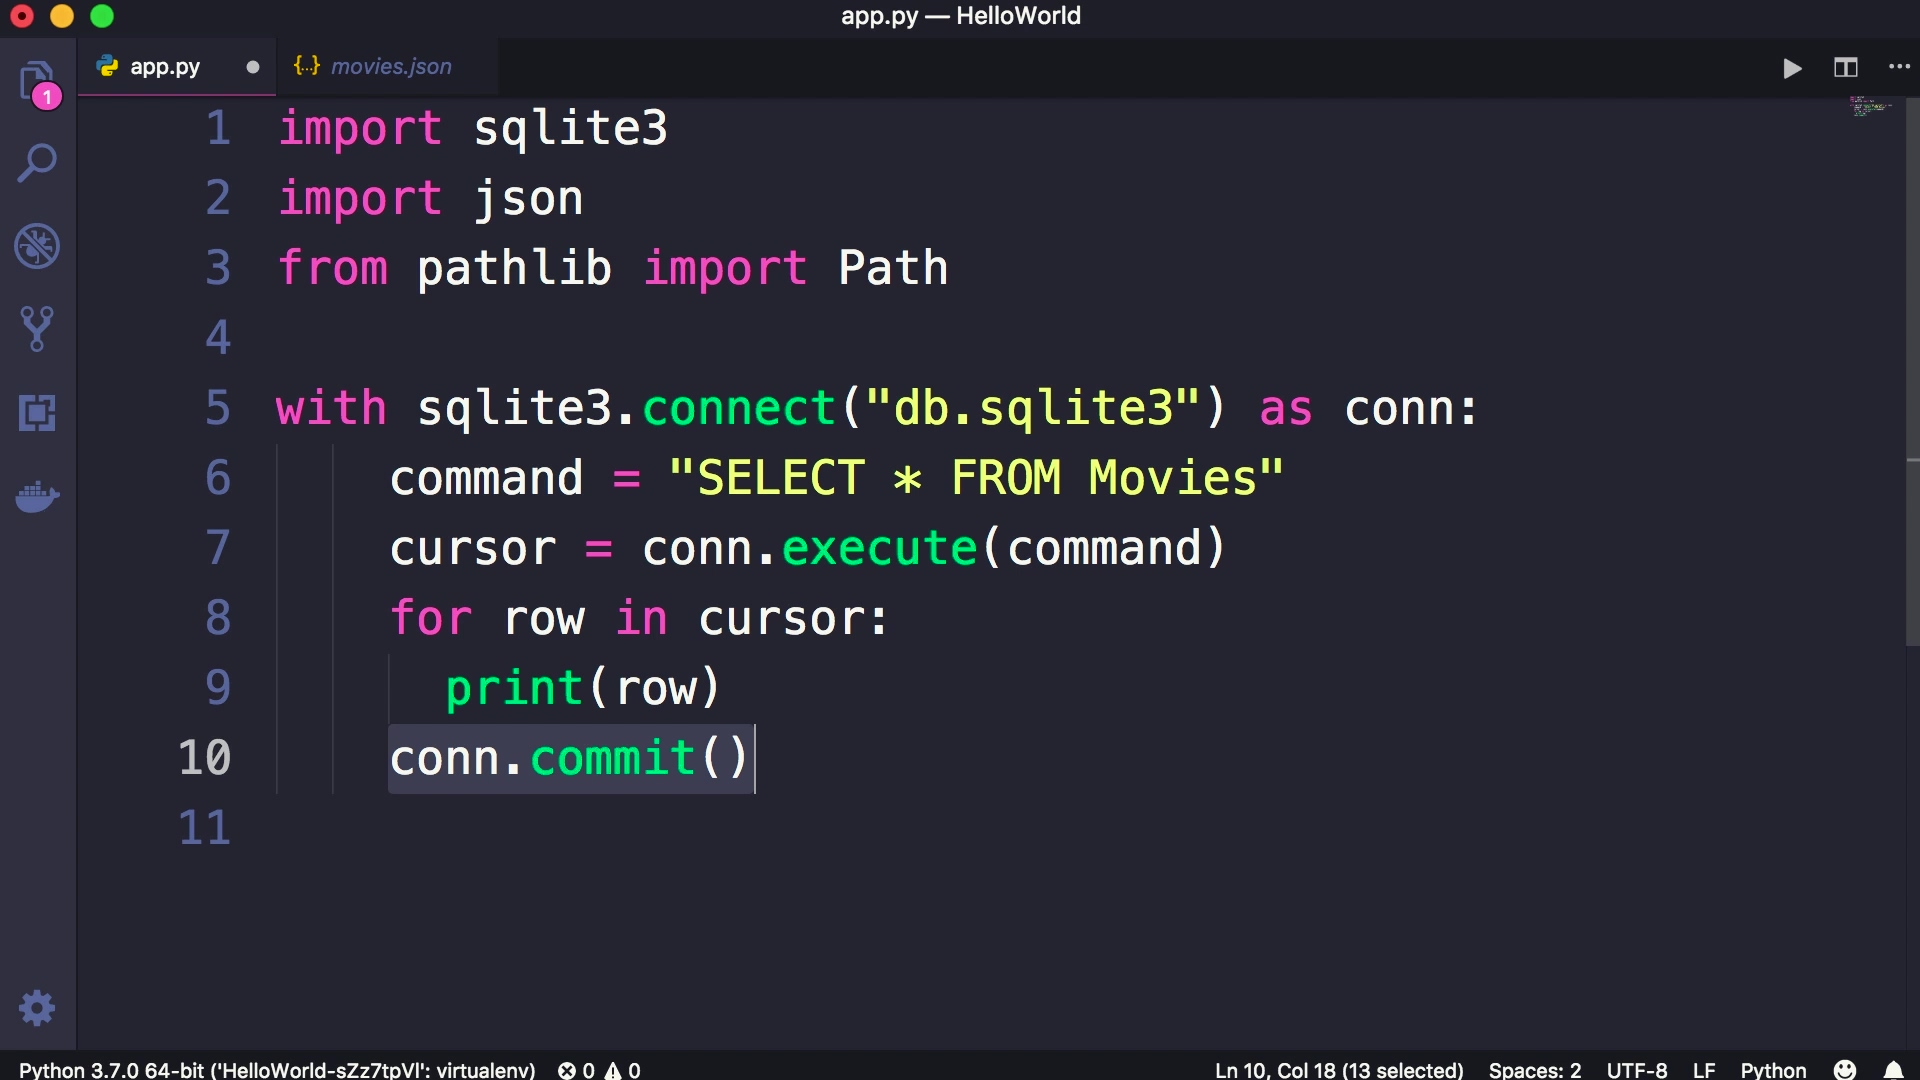 app.py — HelloWorld
app.py
{..} movies.json
1
1 import sqlite3
2 import json
3 from pathlib import Path
4
5 with sqlite3.connect("db.sqlite3") as conn:
6 command = "SELECT * FROM Movies"
7 cursor = conn.execute(command)
8 for row in cursor:
9 print(row)
10 conn.commit()
11
Python 3.7.0 64-bit ('HelloWorld-sZz7tpVl': virtualenv) 0 0 Ln 10, Col 18 (13 selected) Spaces: 2 UTF-8 LF Python